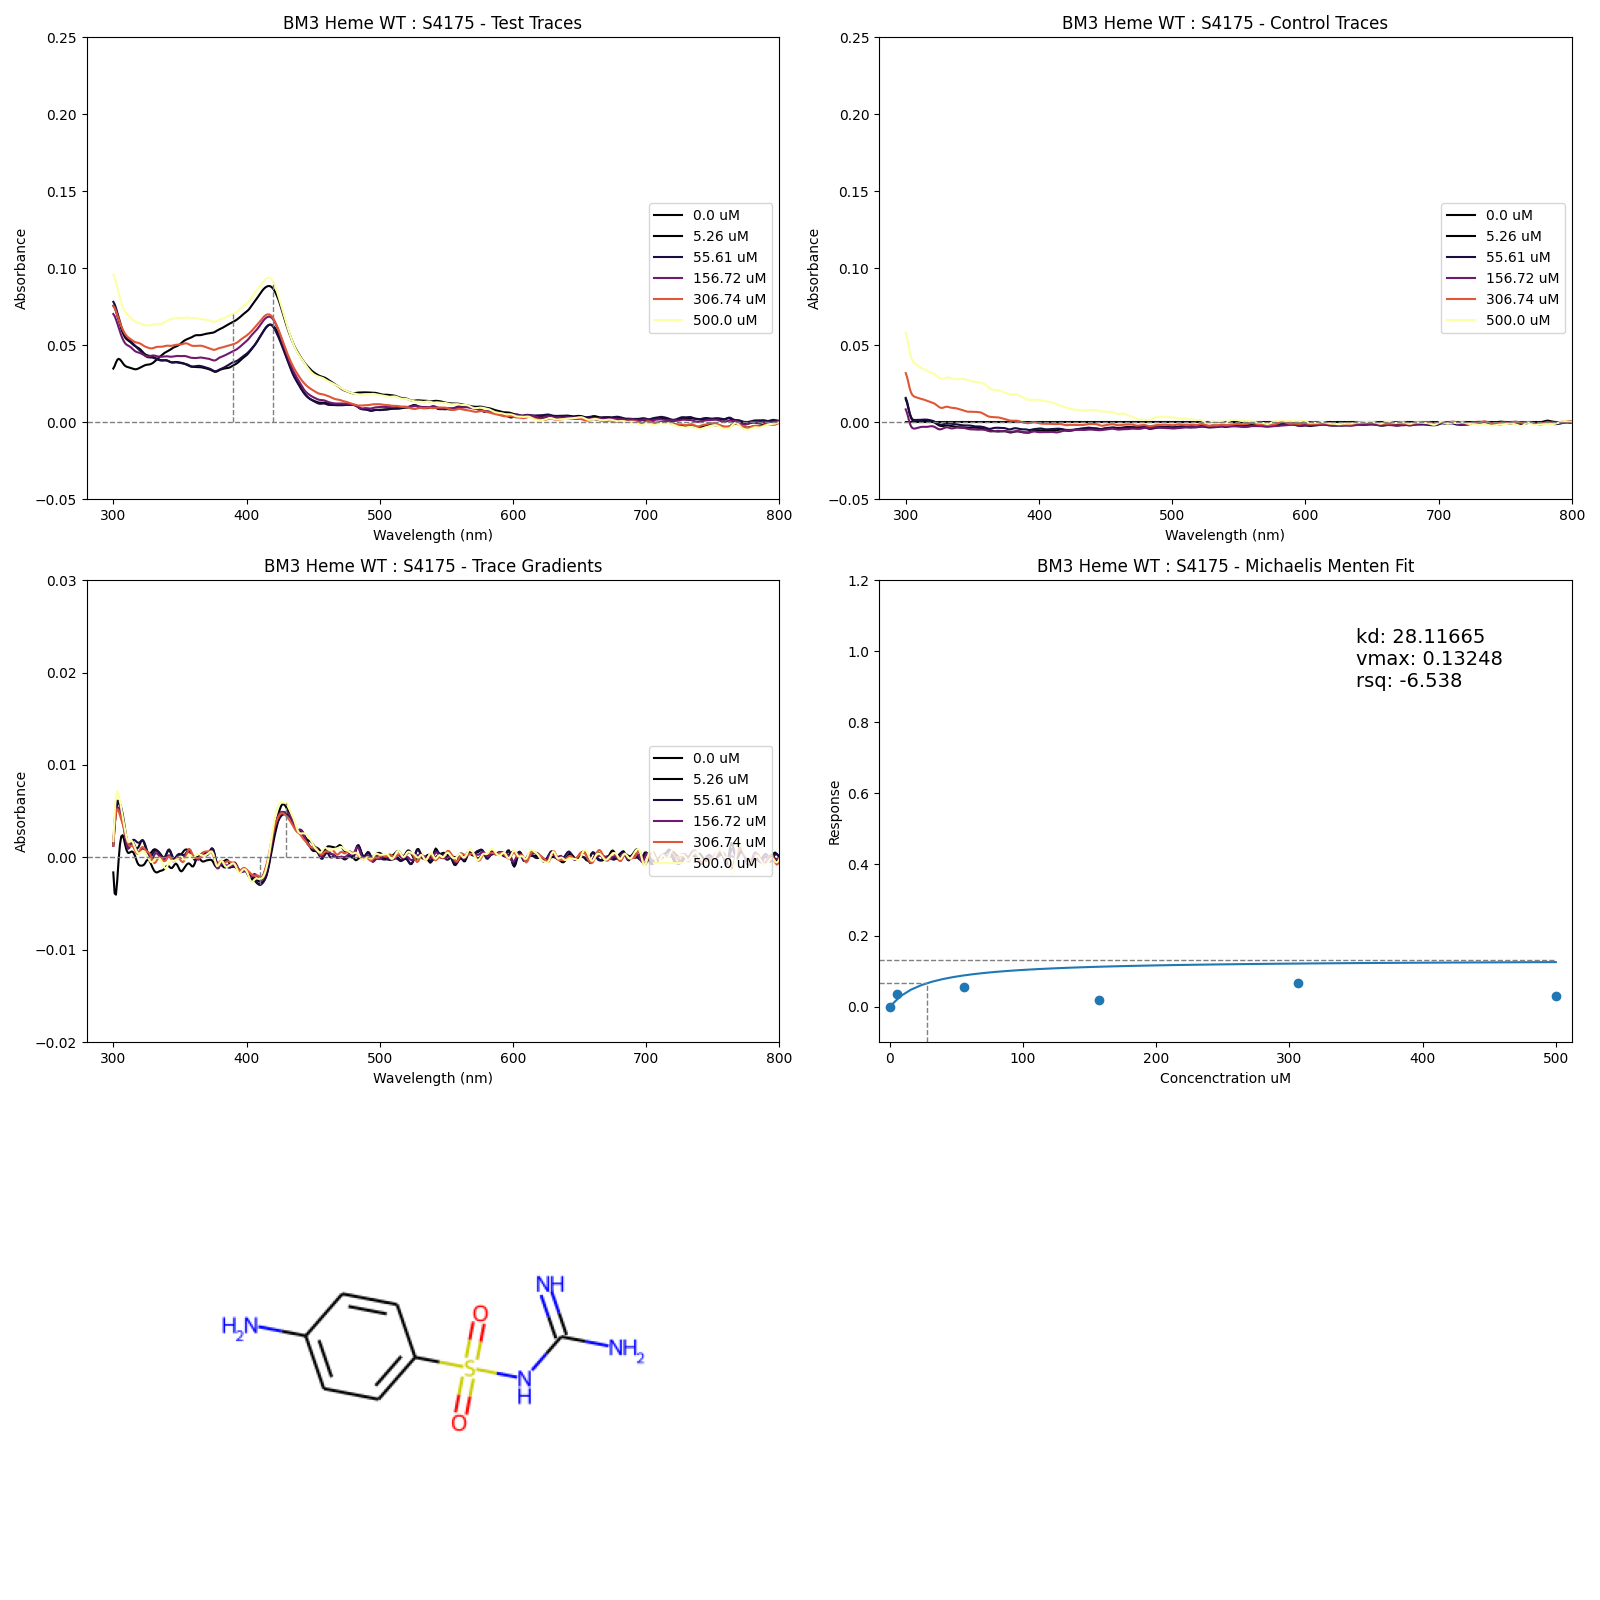 BM3 Heme WT : S4175 - Test Traces
0.25
0.20
0.15
0.10
0.05
0.00
−0.05
Absorbance
300 400 500 600 700 800
Wavelength (nm)
0.0 uM
5.26 uM
55.61 uM
156.72 uM
306.74 uM
500.0 uM
BM3 Heme WT : S4175 - Control Traces
0.25
0.20
0.15
0.10
0.05
0.00
−0.05
Absorbance
300 400 500 600 700 800
Wavelength (nm)
0.0 uM
5.26 uM
55.61 uM
156.72 uM
306.74 uM
500.0 uM
BM3 Heme WT : S4175 - Trace Gradients
0.03
0.02
0.01
0.00
−0.01
−0.02
Absorbance
300 400 500 600 700 800
Wavelength (nm)
0.0 uM
5.26 uM
55.61 uM
156.72 uM
306.74 uM
500.0 uM
BM3 Heme WT : S4175 - Michaelis Menten Fit
1.2
1.0
0.8
0.6
0.4
0.2
0.0
Response
kd: 28.11665
vmax: 0.13248
rsq: -6.538
0 100 200 300 400 500
Concenctration uM
NH
O
H2N
NH2
S
N
H
O